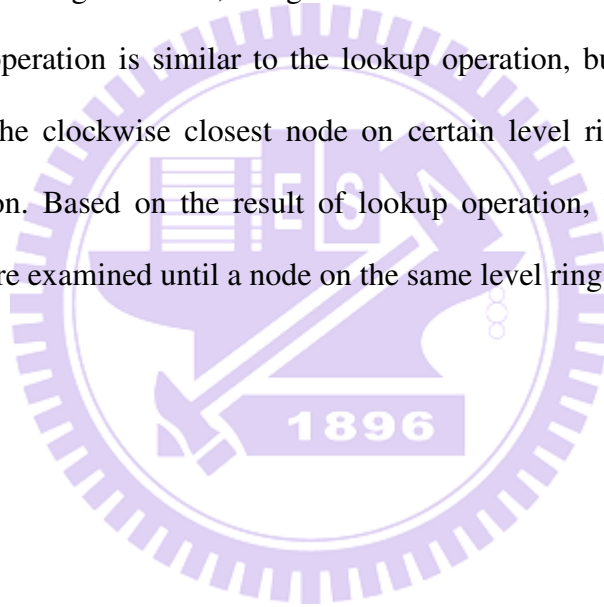 operation is similar to the lookup operation, bu
he clockwise closest node on certain level ri
on. Based on the result of lookup operation,
re examined until a node on the same level ring
ES
1896